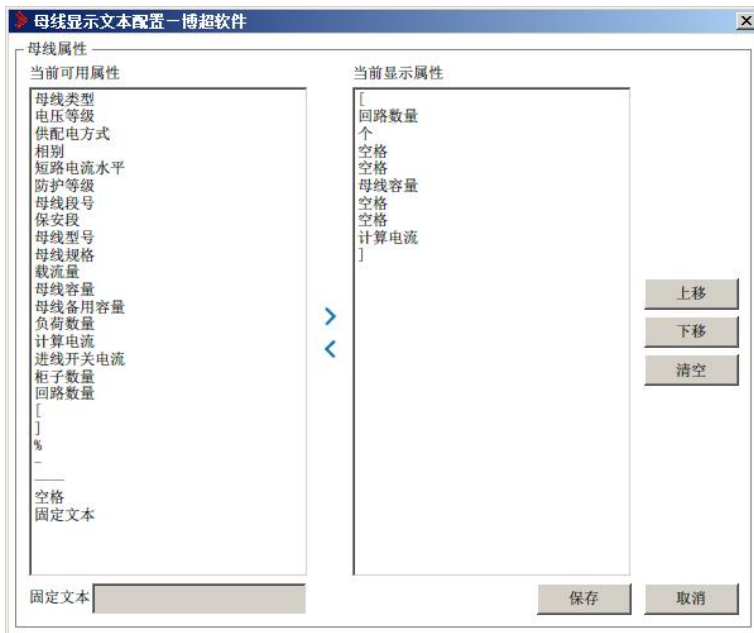 母线显示文本配置－博超软件
母线属性
当前可用属性
母线类型
电压等级
供配电方式
相别
短路电流水平
防护等级
母线段号
保安段
母线型号
母线规格
载流量
母线容量
母线备用容量
负荷数量
计算电流
进线开关电流
柜子数量
回路数量
[
]
%
-
——
空格
固定文本
当前显示属性
[
回路数量
个
空格
空格
母线容量
空格
空格
计算电流
]
上移
下移
清空
固定文本
保存
取消